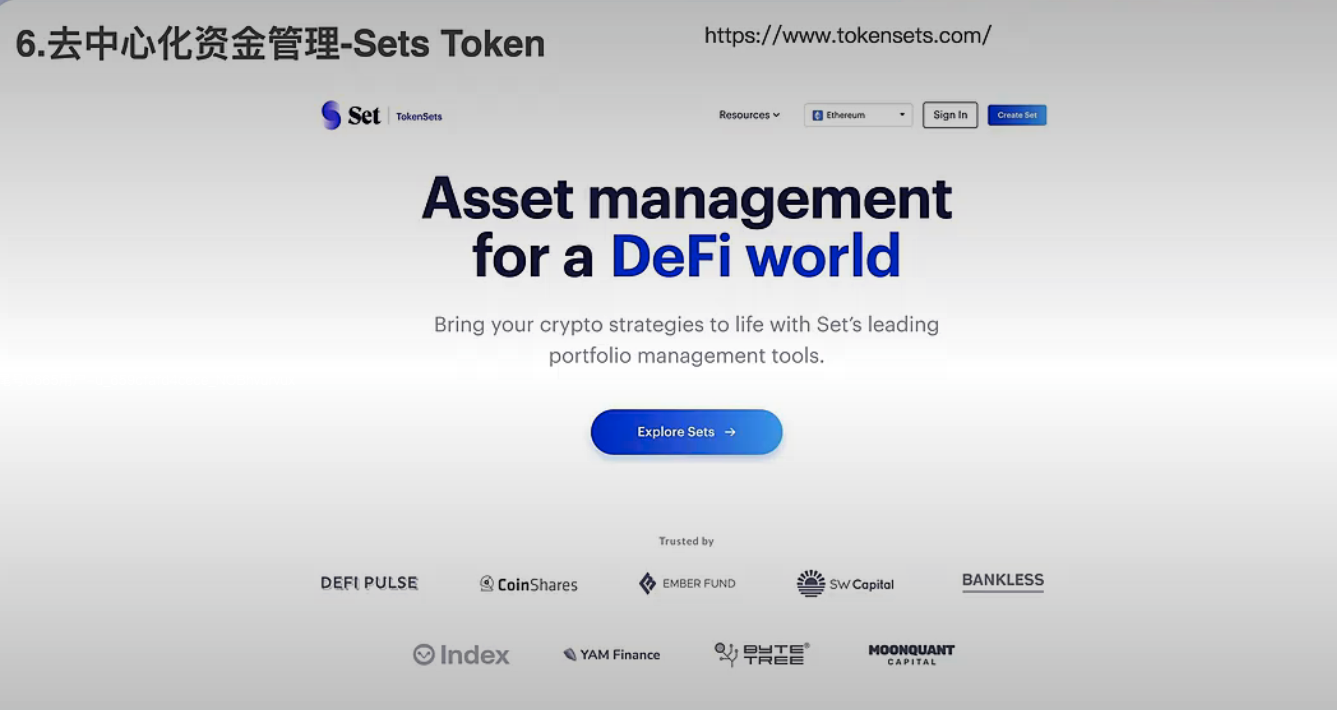 6.去中心化资金管理-Sets Token
https://www.tokensets.com/
Set TokenSets
Resources
Ethereum
Sign In
Create Set
Asset management
for a DeFi world
Bring your crypto strategies to life with Set's leading
portfolio management tools.
Explore Sets →
Trusted by
DEFI PULSE
CoinShares
EMBER FUND
SW Capital
BANKLESS
Index
YAM Finance
BYTE
TREE®
MOONQUANT
CAPITAL